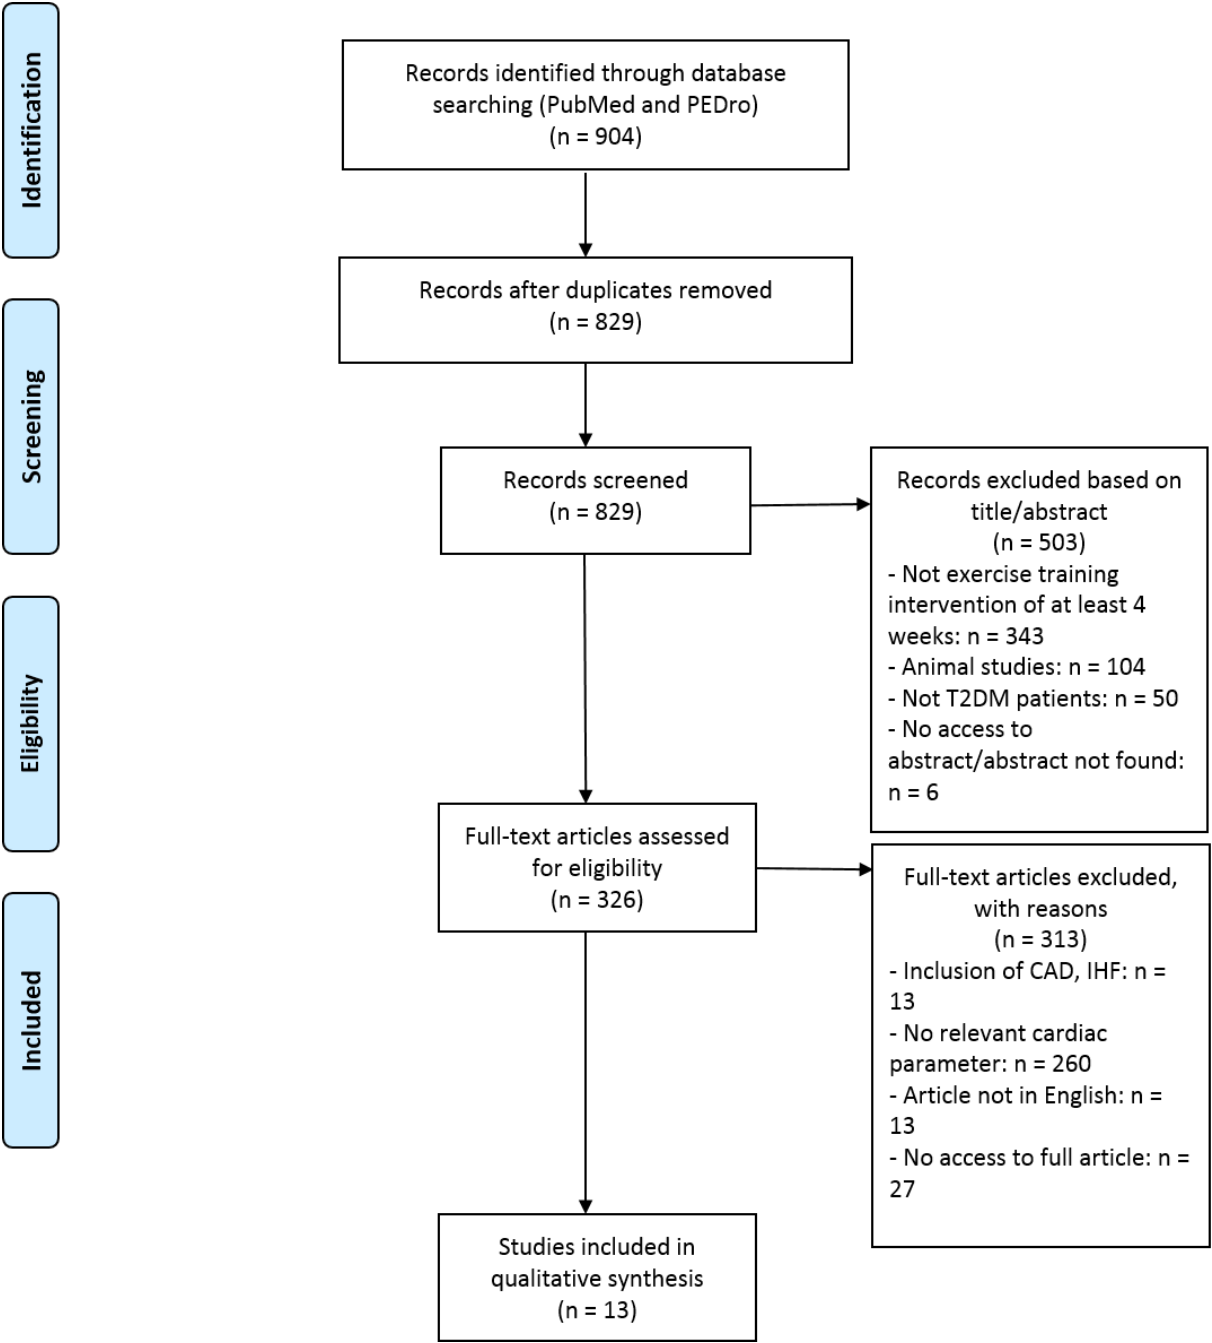 Identification
Records identified through database
searching (PubMed and PEDro)
(n = 904)
Records after duplicates removed
(n = 829)
Screening
Records screened
(n = 829)
Records excluded based on
title/abstract
(n = 503)
- Not exercise training
intervention of at least 4
weeks: n = 343
- Animal studies: n = 104
- Not T2DM patients: n = 50
- No access to
abstract/abstract not found:
n = 6
Eligibility
Full-text articles assessed
for eligibility
(n = 326)
Full-text articles excluded,
with reasons
(n = 313)
- Inclusion of CAD, IHF: n =
13
- No relevant cardiac
parameter: n = 260
- Article not in English: n =
13
- No access to full article: n =
27
Included
Studies included in
qualitative synthesis
(n = 13)